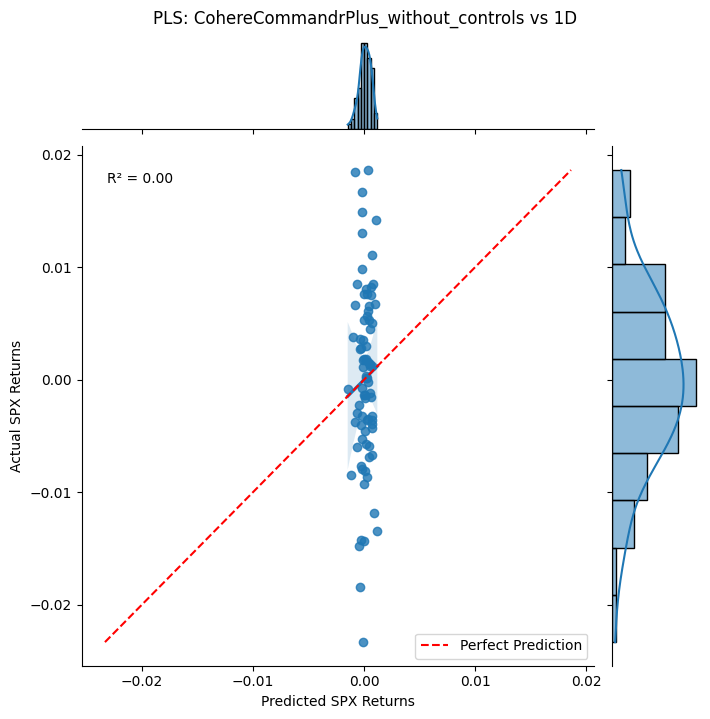 PLS: CohereCommandrPlus_without_controls vs 1D
R² = 0.00
0.02
0.01
0.00
−0.01
−0.02
Actual SPX Returns
Perfect Prediction
−0.02
−0.01
0.00
0.01
0.02
Predicted SPX Returns